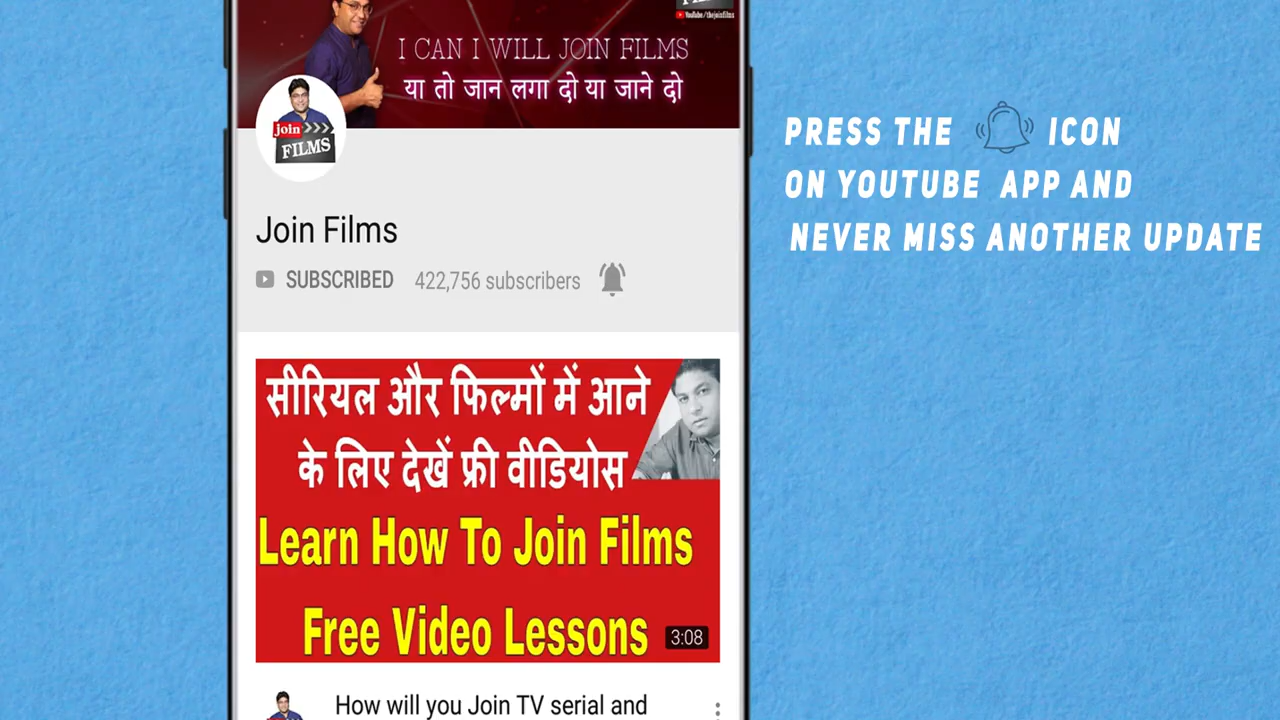 YouTube/thejoinfilms
I CAN I WILL JOIN FILMS
या तो जान लगा दो या जाने दो
join
FILMS
Join Films
SUBSCRIBED 422,756 subscribers
सीरियल और फिल्मों में आने
के लिए देखें फ्री वीडियोस
Learn How To Join Films
Free Video Lessons
3:08
How will you Join TV serial and
PRESS THE ICON
ON YOUTUBE APP AND
NEVER MISS ANOTHER UPDATE